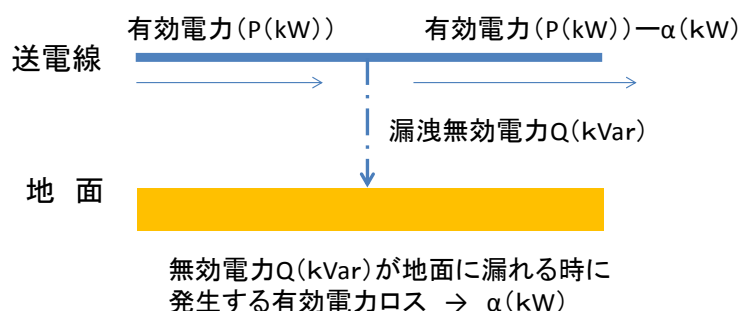 有効電力(P(kW))
有効電力(P(kW))ーα(kW)
送電線
漏洩無効電力Q(kVar)
地 面
無効電力Q(kVar)が地面に漏れる時に
発生する有効電力ロス → α(kW)